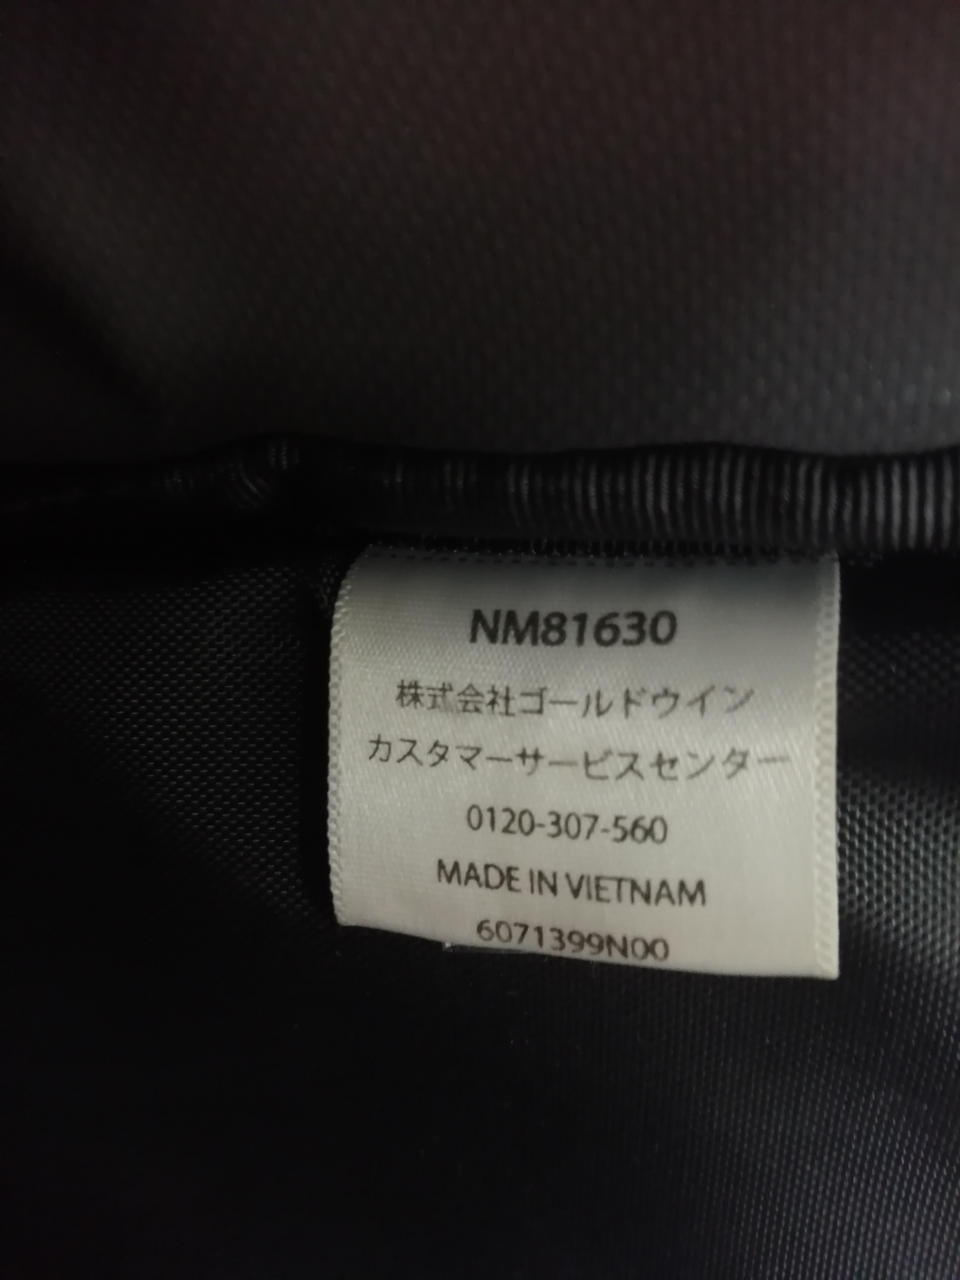 NM81630
株式会社ゴールドウイン
カスタマーサービスセンター
0120-307-560
MADE IN VIETNAM
6071399N00